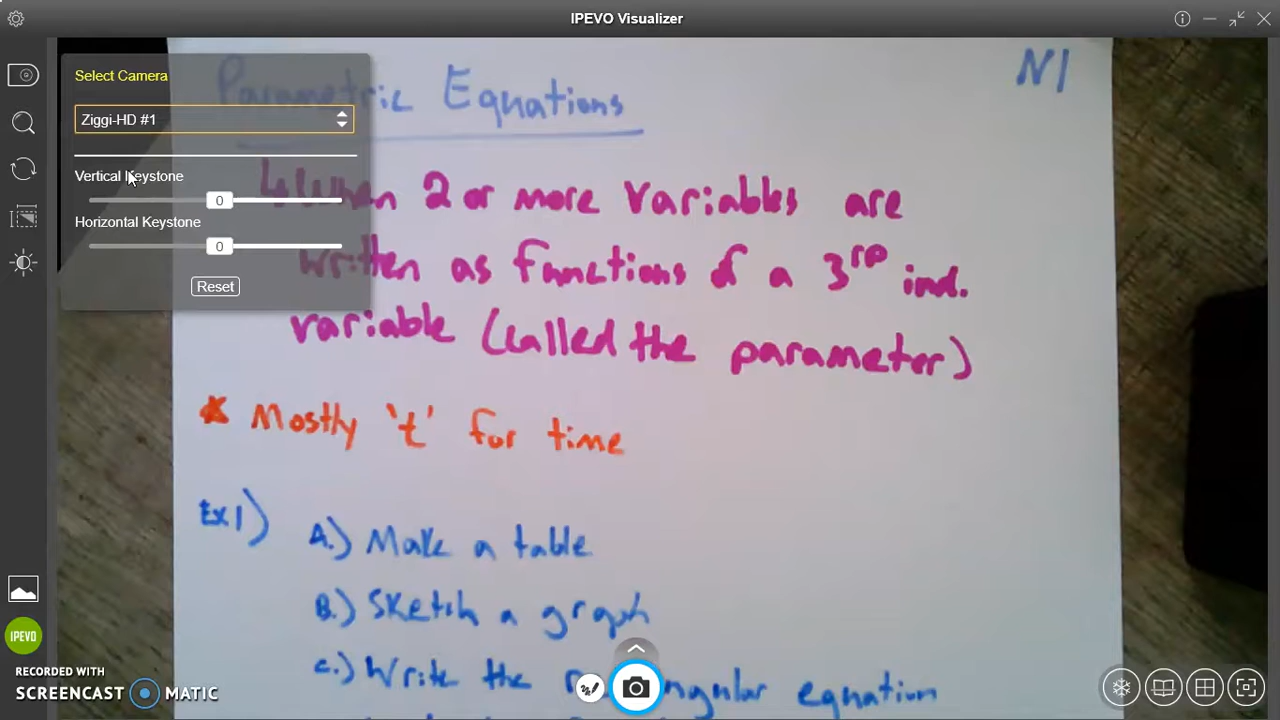 IPEVO Visualizer
Select Camera
Ziggi-HD #1
Vertical Keystone
0
Horizontal Keystone
0
Reset
Parametric Equations
N1
When 2 or more variables are
written as functions of a 3rd ind.
variable (called the parameter)
* Mostly 't' for time
Ex1)
A.) Make a table
B.) Sketch a graph
C.) Write the equation
IPEVO
RECORDED WITH
SCREENCAST MATIC